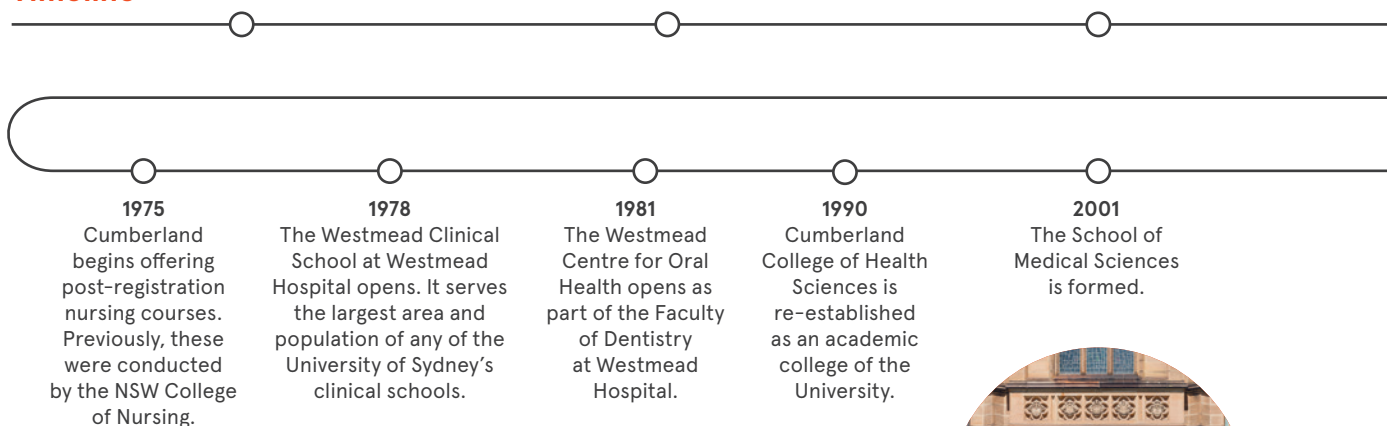 1975
Cumberland
begins offering
post-registration
nursing courses.
Previously, these
were conducted
by the NSW College
of Nursing.
1978
The Westmead Clinical
School at Westmead
Hospital opens. It serves
the largest area and
population of any of the
University of Sydney’s
clinical schools.
1981
The Westmead
Centre for Oral
Health opens as
part of the Faculty
of Dentistry
at Westmead
Hospital.
1990
Cumberland
College of Health
Sciences is
re-established
as an academic
college of the
University.
2001
The School of
Medical Sciences
is formed.